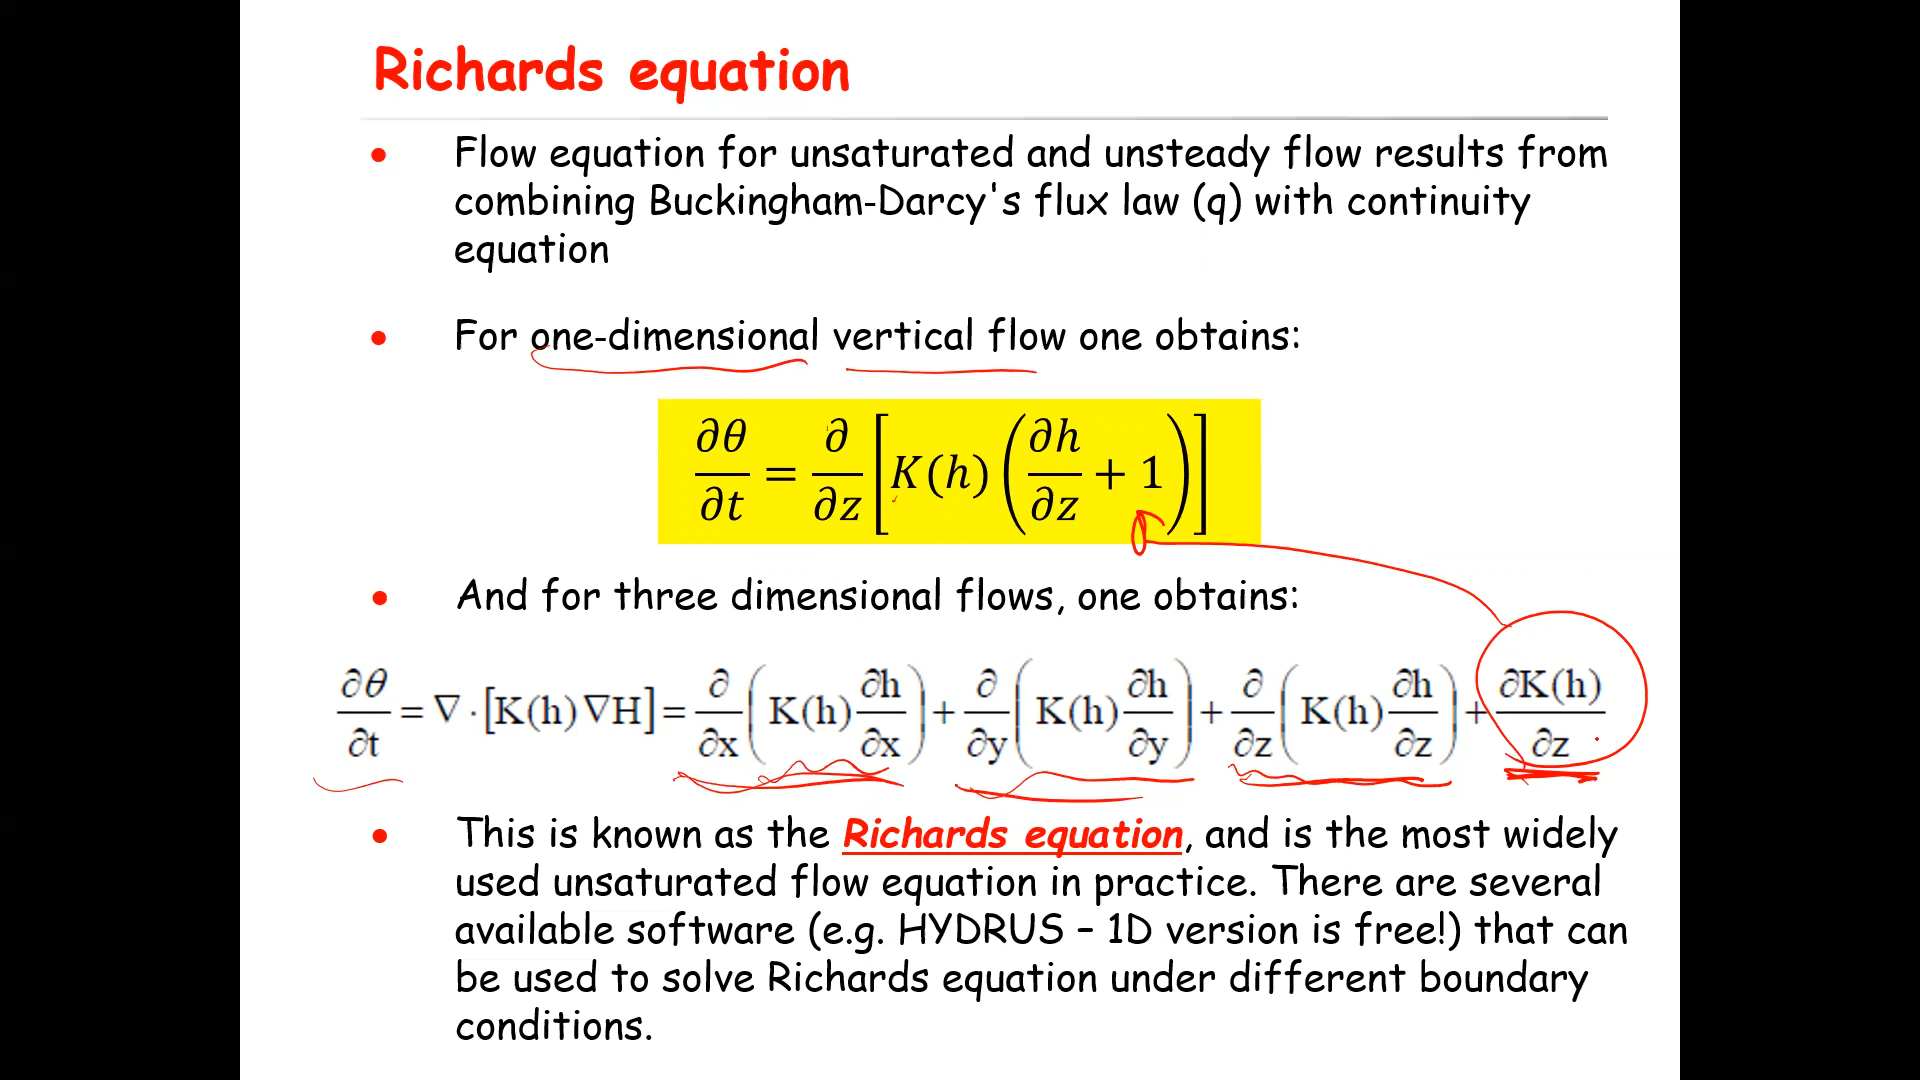 Richards equation
• Flow equation for unsaturated and unsteady flow results from
combining Buckingham-Darcy's flux law (q) with continuity
equation
• For one-dimensional vertical flow one obtains:
∂θ/∂t = ∂/∂z [K(h) (∂h/∂z + 1)]
• And for three dimensional flows, one obtains:
∂θ/∂t = ∇ · [K(h) ∇H] = ∂/∂x (K(h) ∂h/∂x) + ∂/∂y (K(h) ∂h/∂y) + ∂/∂z (K(h) ∂h/∂z) + ∂K(h)/∂z
• This is known as the Richards equation, and is the most widely
used unsaturated flow equation in practice. There are several
available software (e.g. HYDRUS – 1D version is free!) that can
be used to solve Richards equation under different boundary
conditions.